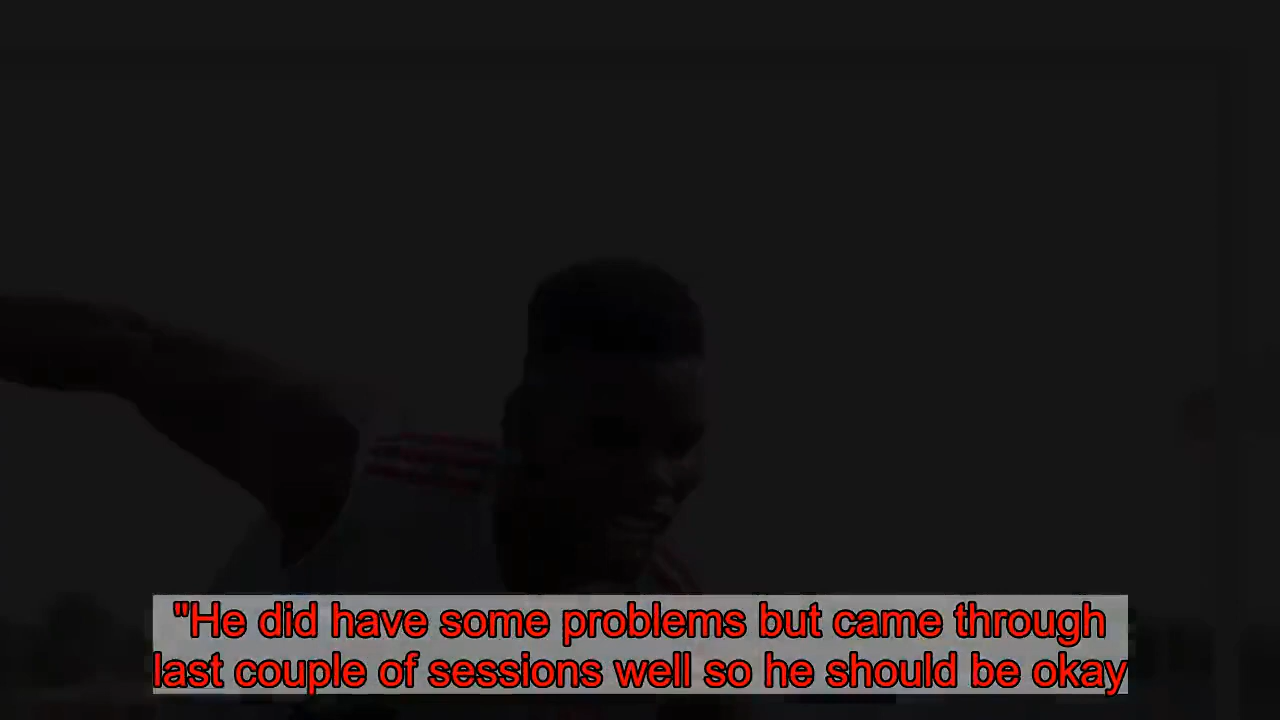 "He did have some problems but came through
last couple of sessions well so he should be okay